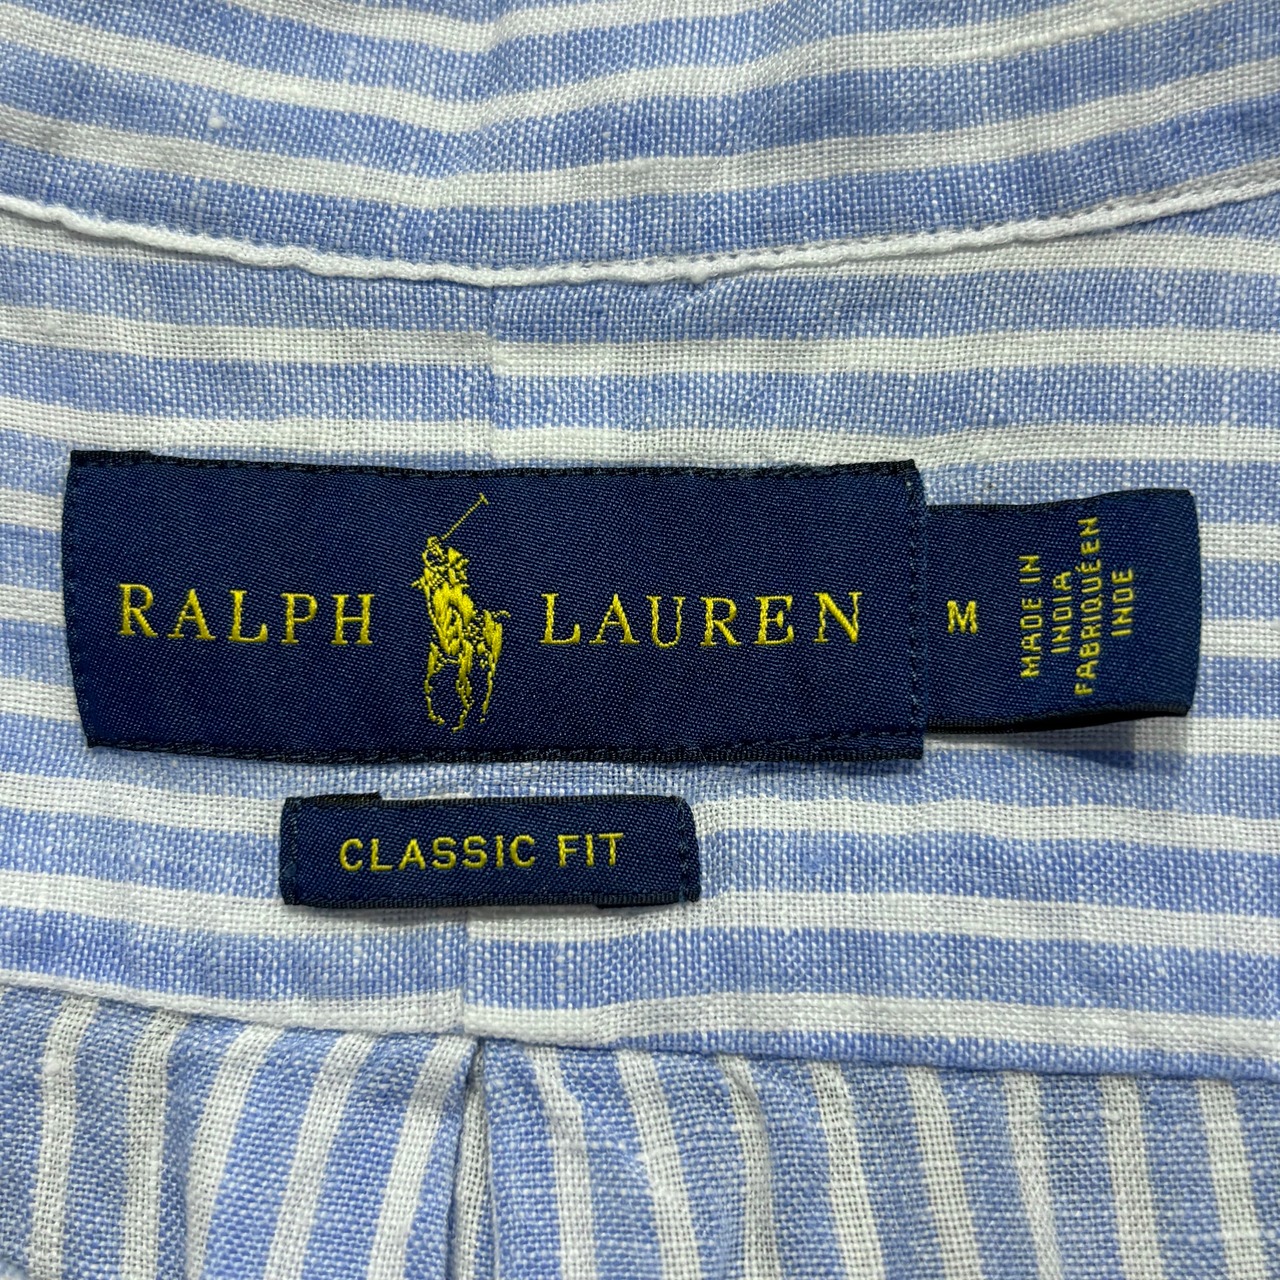 RALPH LAUREN
M
MADE IN
INDIA
FABRIQUÉ EN
INDE
CLASSIC FIT